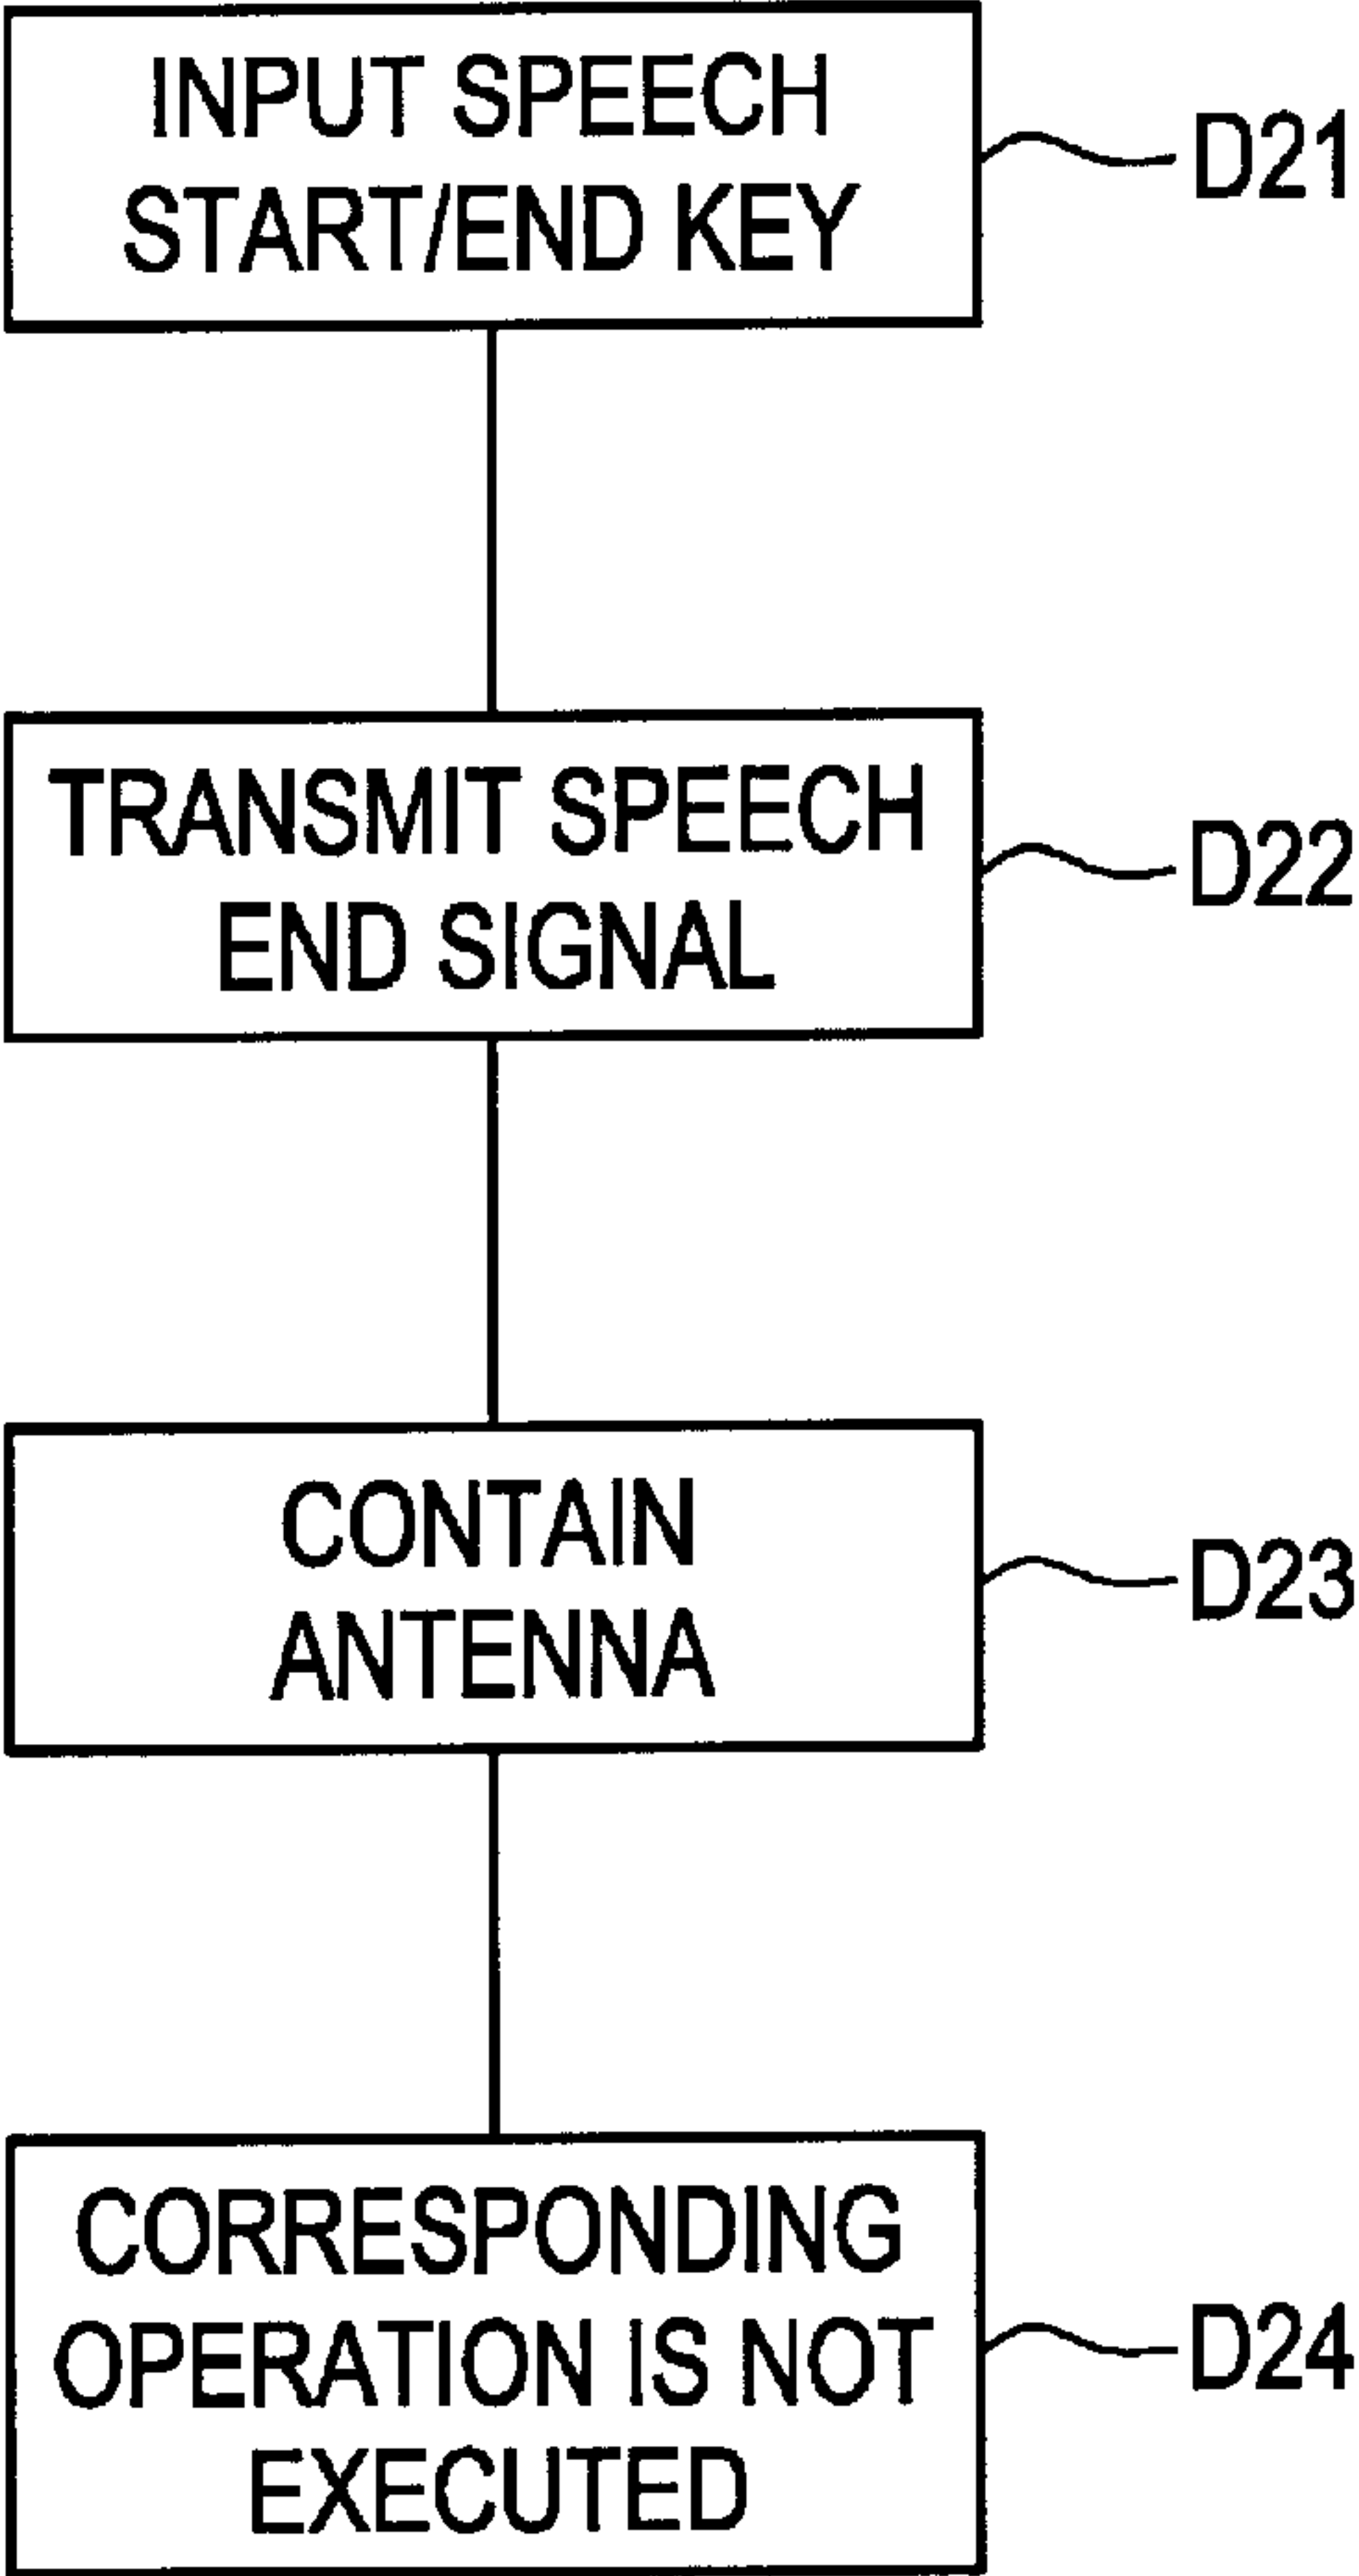 INPUT SPEECH
START/END KEY
D21
TRANSMIT SPEECH
END SIGNAL
D22
CONTAIN
ANTENNA
D23
CORRESPONDING
OPERATION IS NOT
EXECUTED
D24